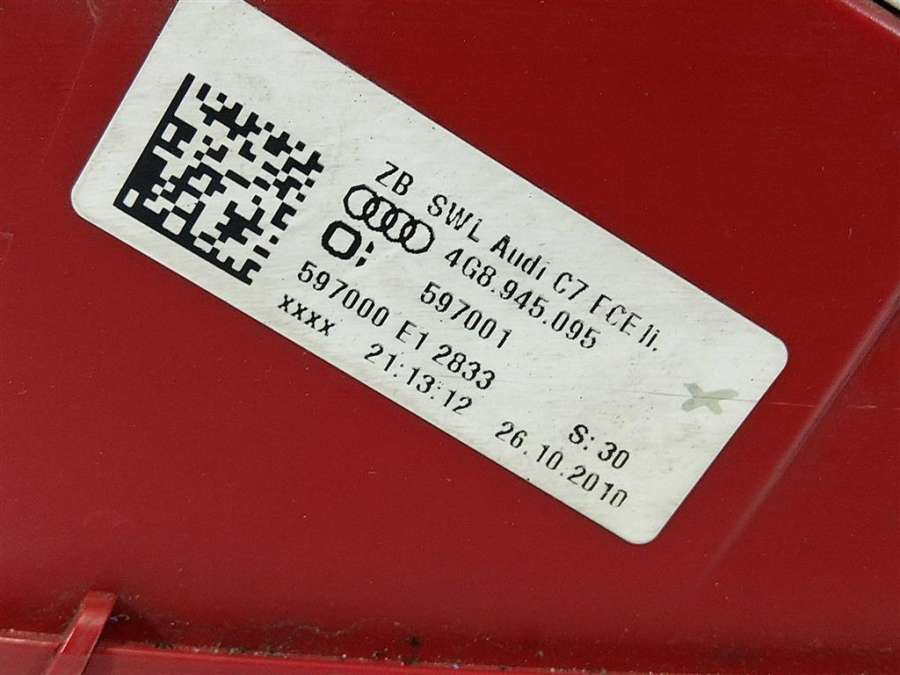 ZB SWL Audi C7 FCE li.
4G8.945.095
597001
597000 E1 2833
xxxx 21:13:12
S: 30
26.10.2010